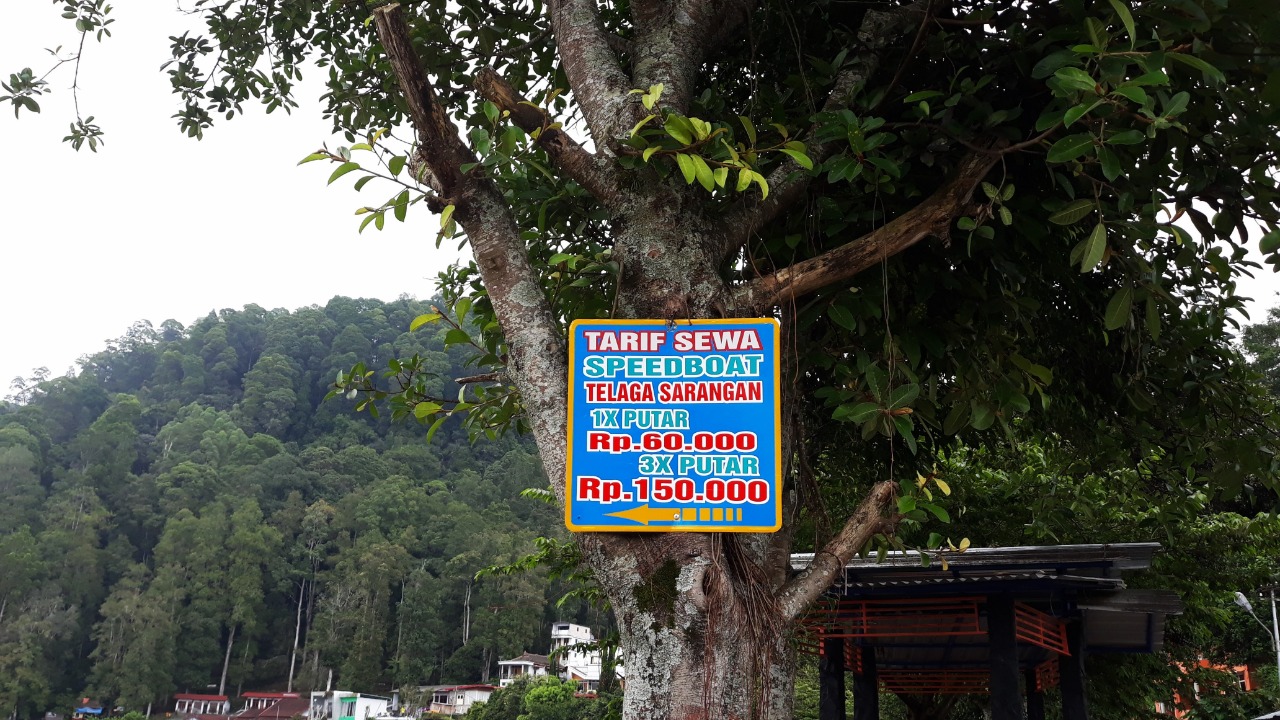 TARIF SEWA
SPEEDBOAT
TELAGA SARANGAN
1X PUTAR
Rp.60.000
3X PUTAR
Rp.150.000